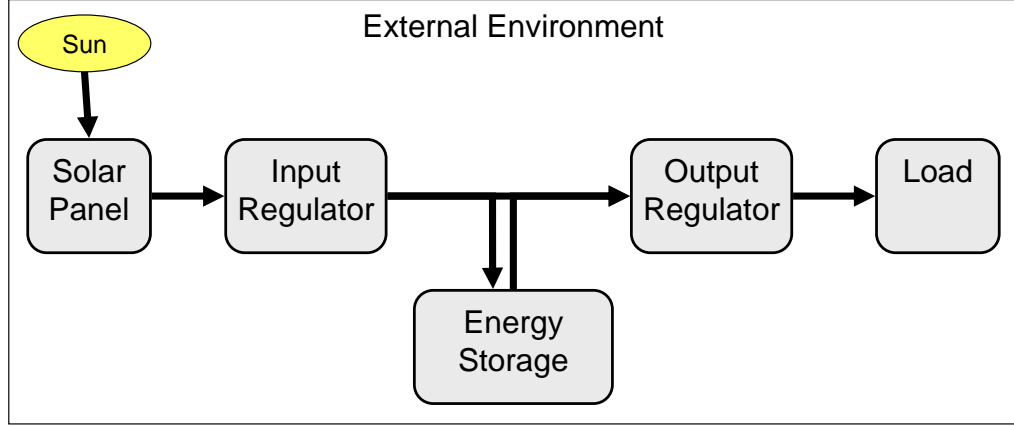 External Environment
Sun
Solar
Panel
Input
Regulator
Output
Regulator
Load
Energy
Storage